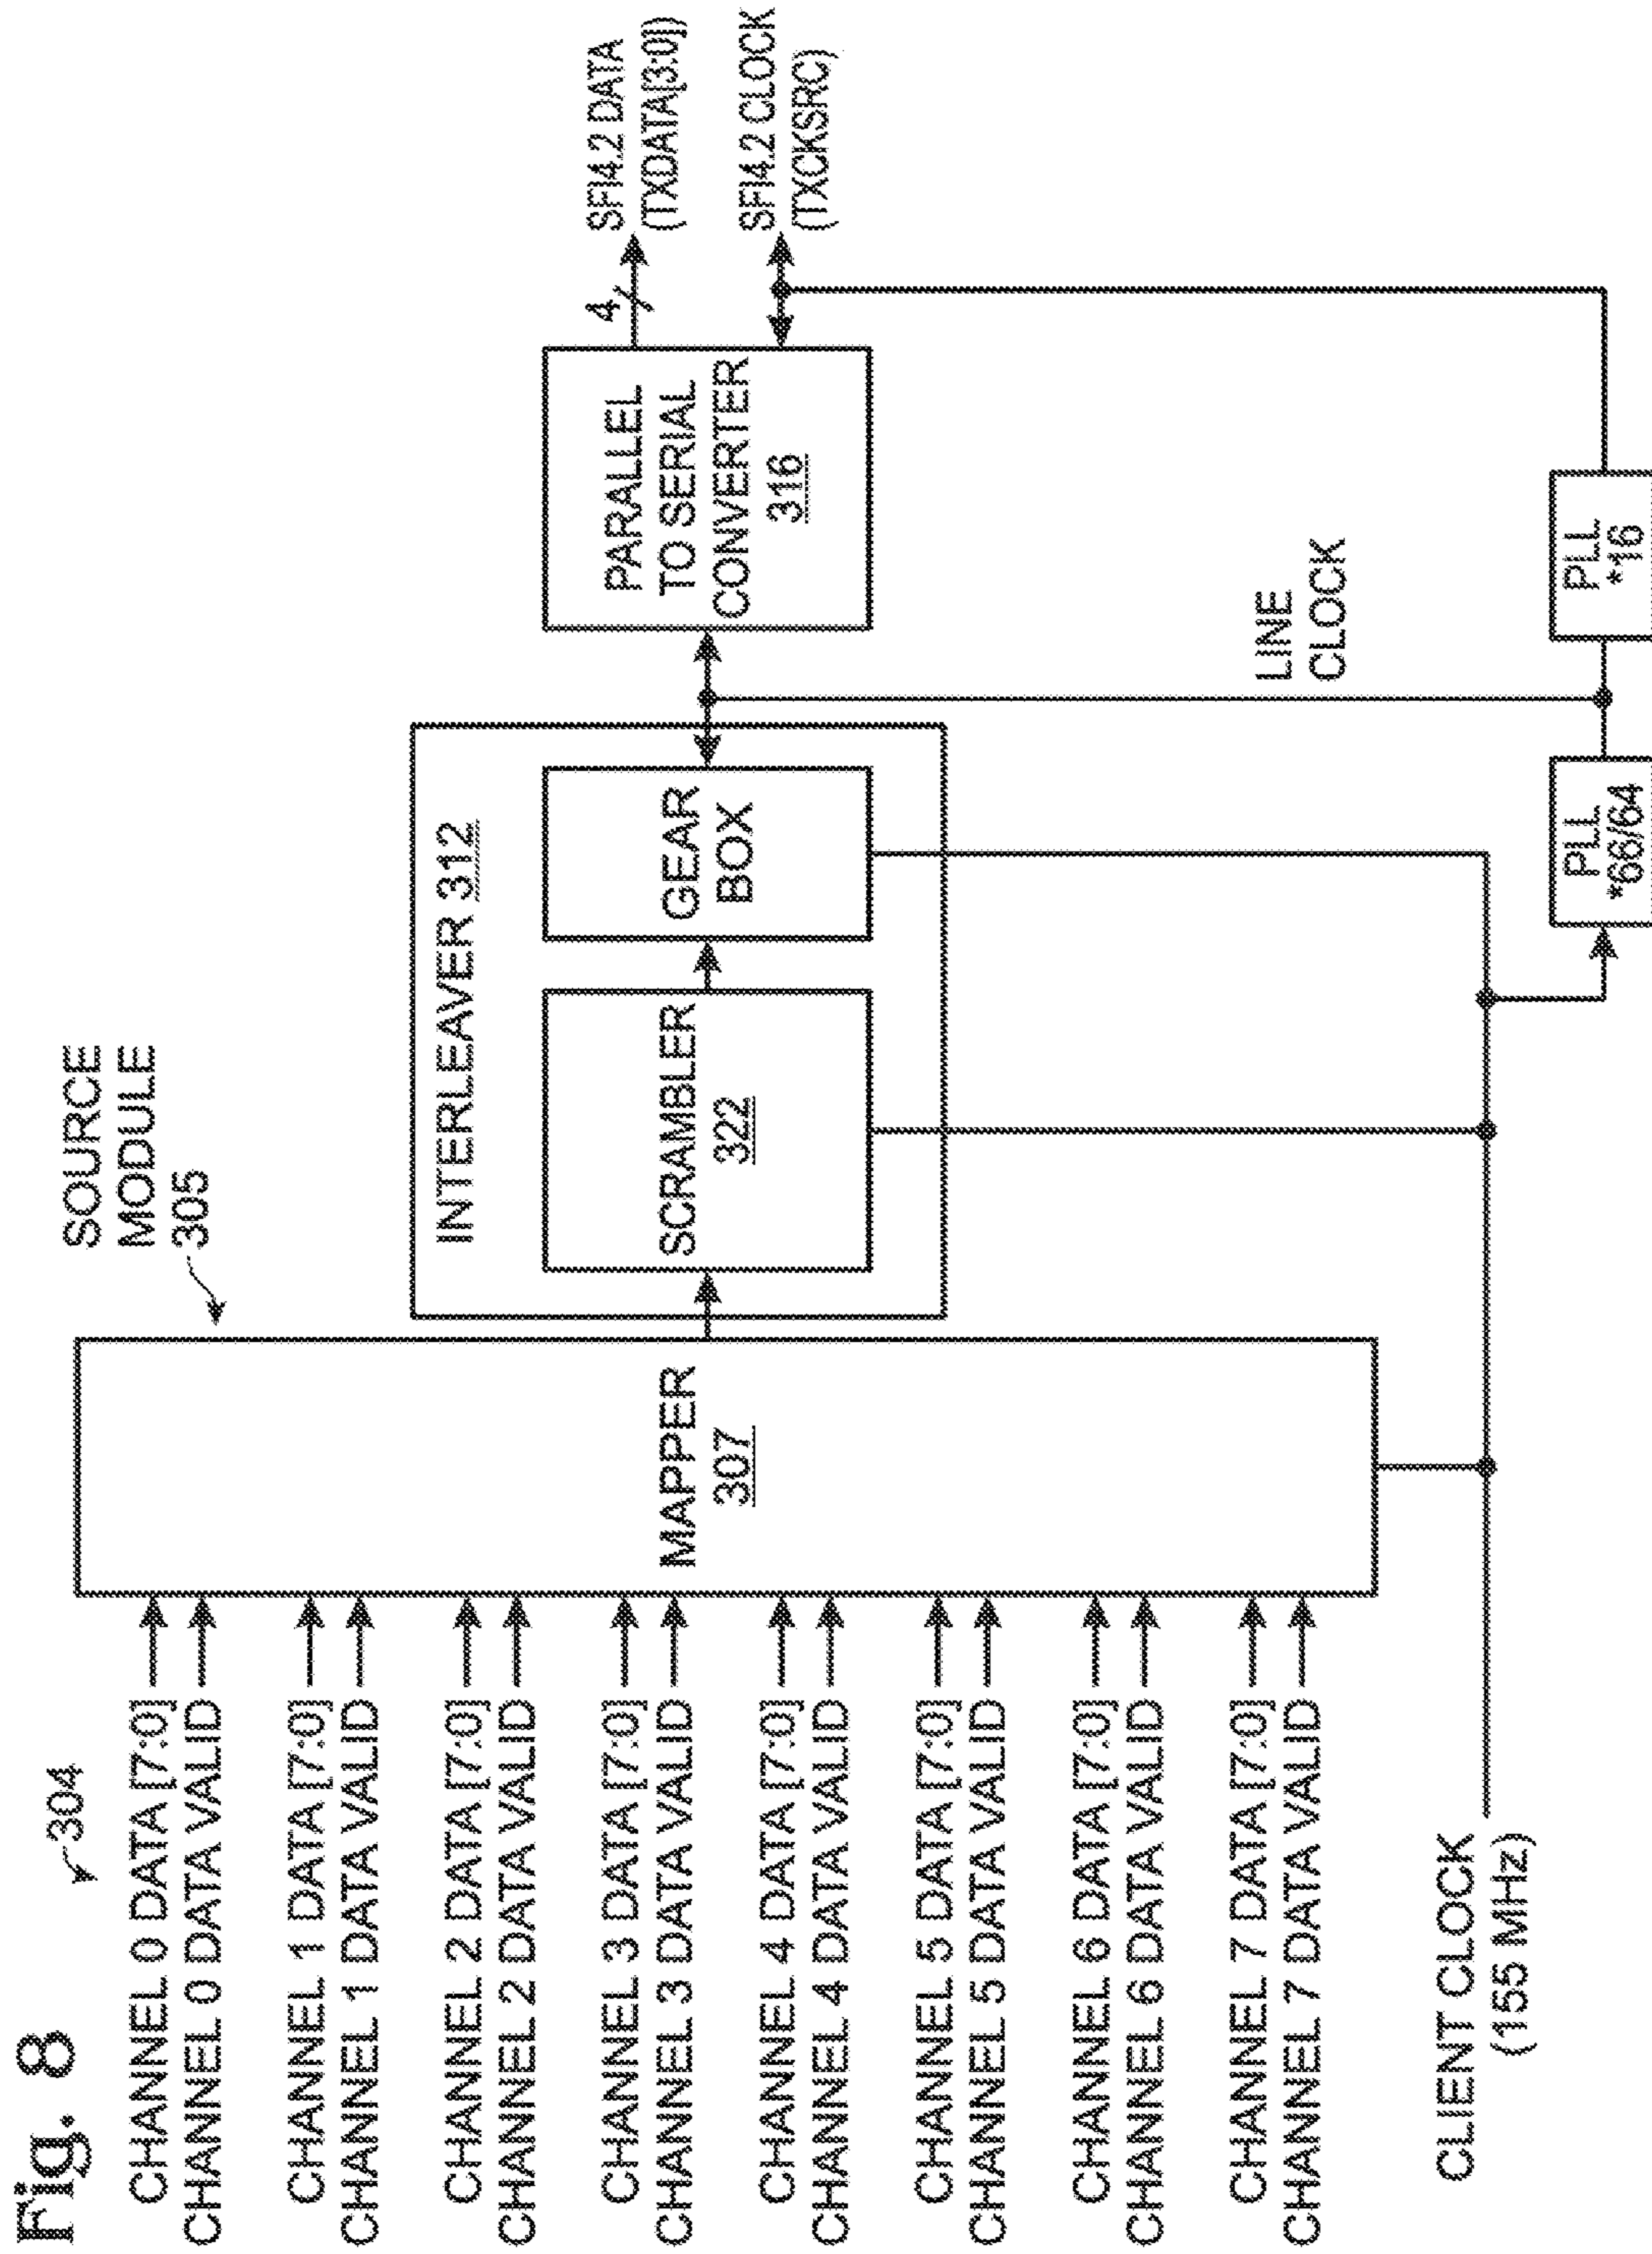 Fig. 8
304
CHANNEL 0 DATA [7:0]
CHANNEL 0 DATA VALID
CHANNEL 1 DATA [7:0]
CHANNEL 1 DATA VALID
CHANNEL 2 DATA [7:0]
CHANNEL 2 DATA VALID
CHANNEL 3 DATA [7:0]
CHANNEL 3 DATA VALID
CHANNEL 4 DATA [7:0]
CHANNEL 4 DATA VALID
CHANNEL 5 DATA [7:0]
CHANNEL 5 DATA VALID
CHANNEL 6 DATA [7:0]
CHANNEL 6 DATA VALID
CHANNEL 7 DATA [7:0]
CHANNEL 7 DATA VALID
CLIENT CLOCK
(155 MHz)
MAPPER
307
SOURCE
MODULE
305
INTERLEAVER 312
SCRAMBLER
322
GEAR
BOX
PARALLEL
TO SERIAL
CONVERTER
316
4
SFI4.2 DATA
(TXDATA[3:0])
SFI4.2 CLOCK
(TXCKSRC)
LINE
CLOCK
PLL
*66/64
PLL
*16